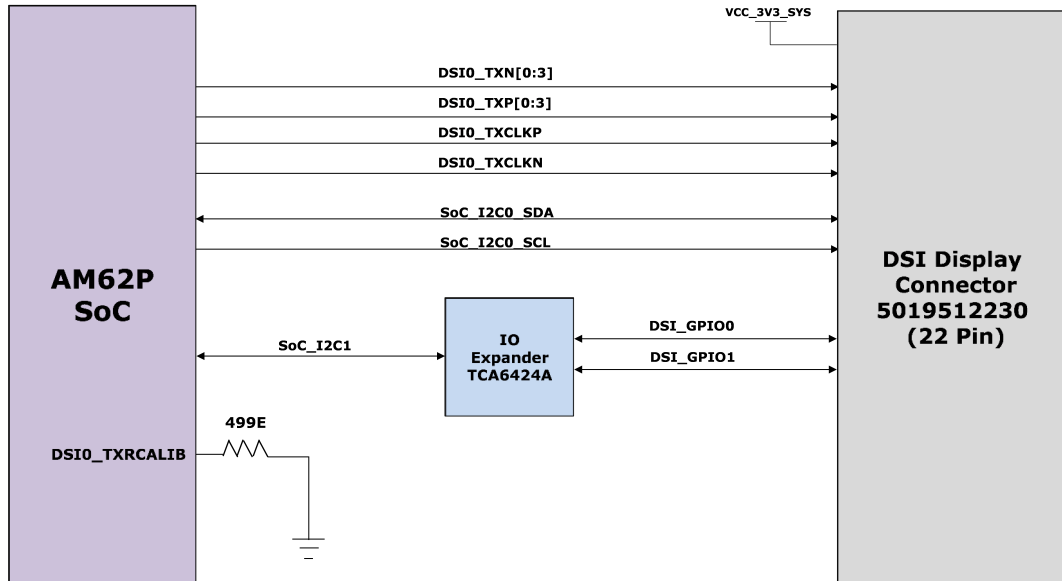 VCC_3V3_SYS
DSI0_TXN[0:3]
DSI0_TXP[0:3]
DSI0_TXCLKP
DSI0_TXCLKN
SoC_I2C0_SDA
SoC_I2C0_SCL
AM62P
SoC
DSI Display
Connector
5019512230
(22 Pin)
SoC_I2C1
IO
Expander
TCA6424A
DSI_GPIO0
DSI_GPIO1
499E
DSI0_TXRCALIB